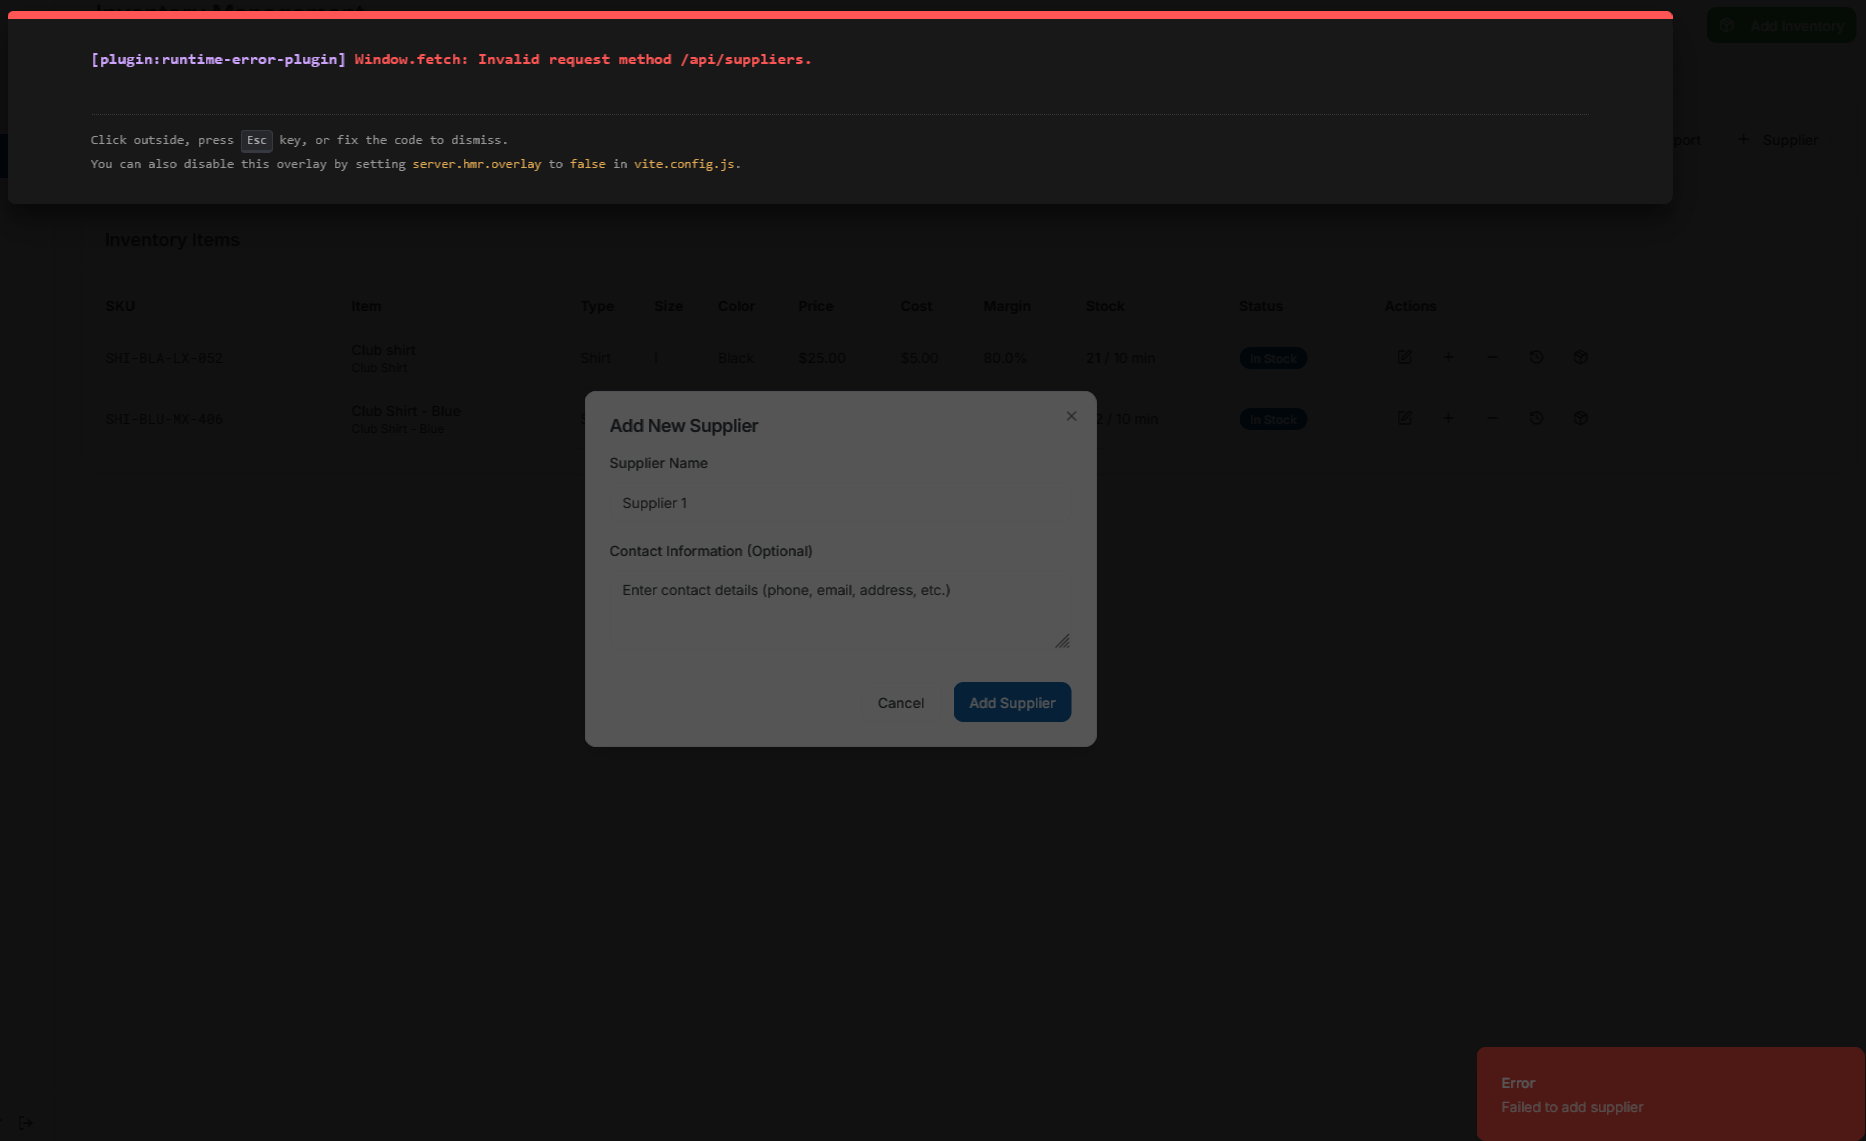 Inventory Management
Add Inventory
[plugin:runtime-error-plugin] Window.fetch: Invalid request method /api/suppliers.
Click outside, press Esc key, or fix the code to dismiss.
You can also disable this overlay by setting server.hmr.overlay to false in vite.config.js.
port + Supplier
Inventory Items
SKU Item Type Size Color Price Cost Margin Stock Status Actions
SHI-BLA-LX-052 Club shirt Shirt l Black $25.00 $5.00 80.0% 21 / 10 min In Stock
Club Shirt
SHI-BLU-MX-406 Club Shirt - Blue 2 / 10 min In Stock
Club Shirt - Blue
Add New Supplier
Supplier Name
Supplier 1
Contact Information (Optional)
Enter contact details (phone, email, address, etc.)
Cancel Add Supplier
Error
Failed to add supplier